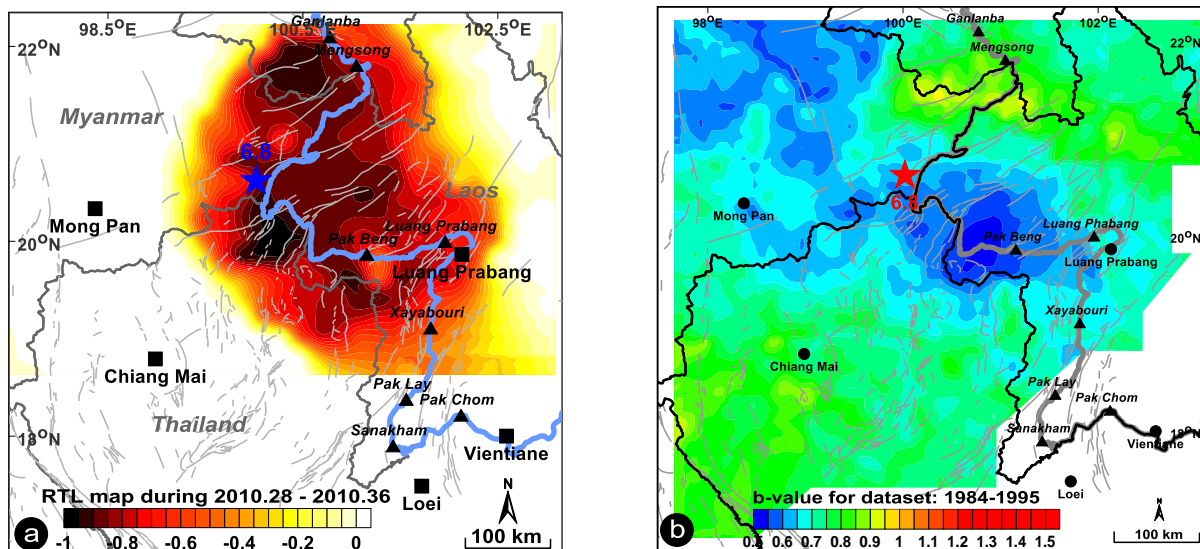 98.5°E
100.5°E
102.5°E
22°N
20°N
18°N
Ganlanba
Mengsong
Myanmar
6.8
Laos
Mong Pan
Luang Prabang
Pak Beng
Luang Prabang
Xayabouri
Chiang Mai
Pak Lay
Pak Chom
Thailand
Sanakham
Vientiane
Loei
N
RTL map during 2010.28 - 2010.36
-1 -0.8 -0.6 -0.4 -0.2 0
100 km
a
98°E
100°E
102°E
22°N
20°N
18°N
Ganlanba
Mengsong
6.8
Mong Pan
Luang Phabang
Pak Beng
Luang Prabang
Xayabouri
Chiang Mai
Pak Lay
Pak Chom
Sanakham
Vientiane
Loei
N
b-value for dataset: 1984-1995
0.5 0.6 0.7 0.8 0.9 1 1.1 1.2 1.3 1.4 1.5
100 km
b